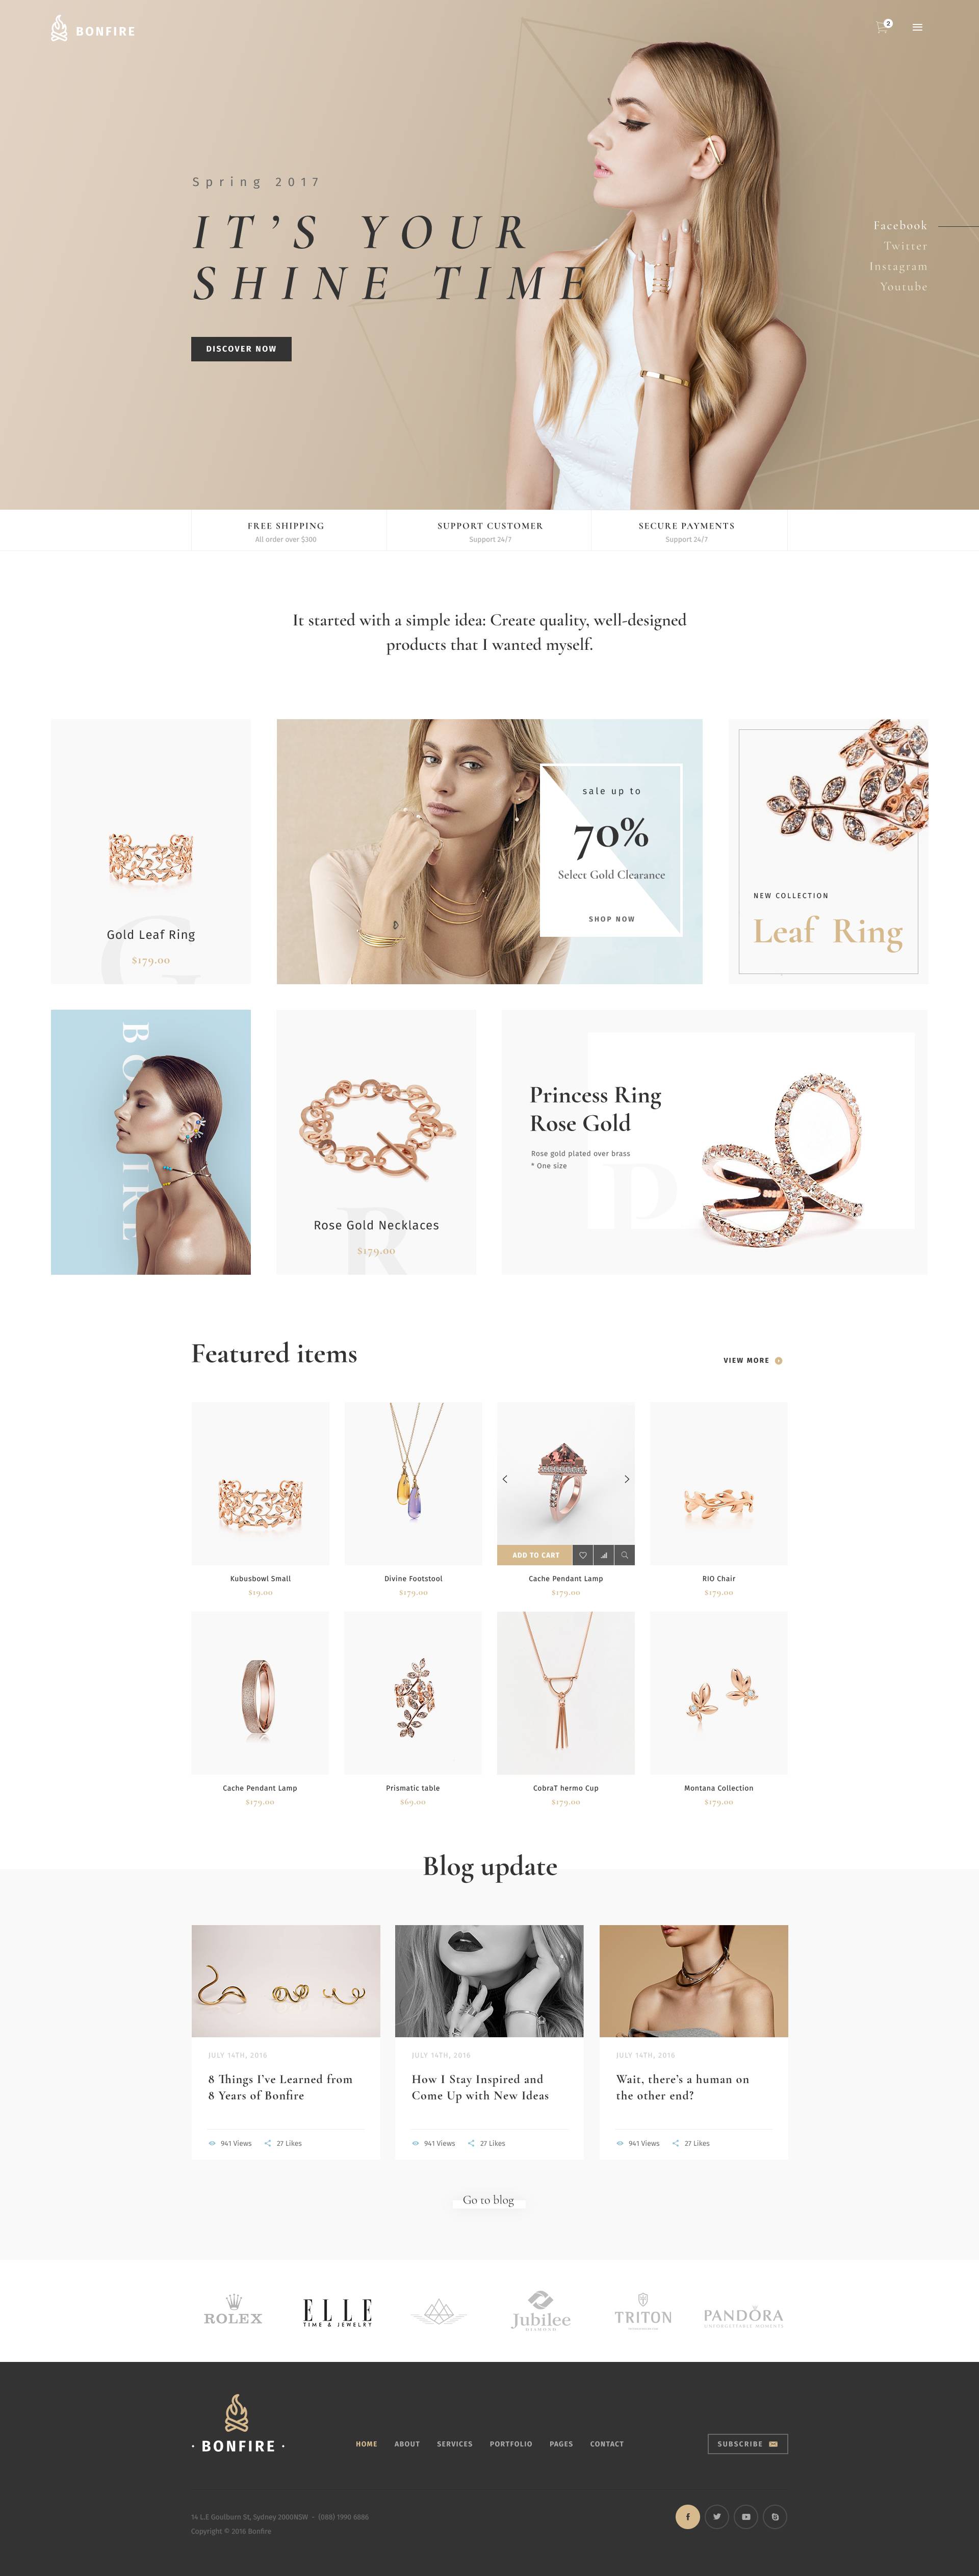 BONFIRE
2
Spring 2017
IT'S YOUR
SHINE TIME
DISCOVER NOW
Facebook
Twitter
Instagram
Youtube
FREE SHIPPING
All order over $300
SUPPORT CUSTOMER
Support 24/7
SECURE PAYMENTS
Support 24/7
It started with a simple idea: Create quality, well-designed
products that I wanted myself.
G
Gold Leaf Ring
$179.00
sale up to
70%
Select Gold Clearance
SHOP NOW
NEW COLLECTION
Leaf Ring
R
Rose Gold Necklaces
$179.00
P
Princess Ring
Rose Gold
Rose gold plated over brass
* One size
Featured items
VIEW MORE
ADD TO CART
Kubusbowl Small
$19.00
Divine Footstool
$279.00
Cache Pendant Lamp
$179.00
RIO Chair
$179.00
Cache Pendant Lamp
$179.00
Prismatic table
$69.00
CobraT hermo Cup
$179.00
Montana Collection
$179.00
Blog update
JULY 14TH, 2016
8 Things I've Learned from
8 Years of Bonfire
941 Views
27 Likes
JULY 14TH, 2016
How I Stay Inspired and
Come Up with New Ideas
941 Views
27 Likes
JULY 14TH, 2016
Wait, there's a human on
the other end?
941 Views
27 Likes
Go to blog
ROLEX
ELLE
TIME & JEWELRY
Jubilee
DIAMOND
TRITON
PANDORA
UNFORGETTABLE MOMENTS
· BONFIRE ·
HOME
ABOUT
SERVICES
PORTFOLIO
PAGES
CONTACT
SUBSCRIBE
14 L.E Goulburn St, Sydney 2000NSW - (088) 1990 6886
Copyright © 2016 Bonfire